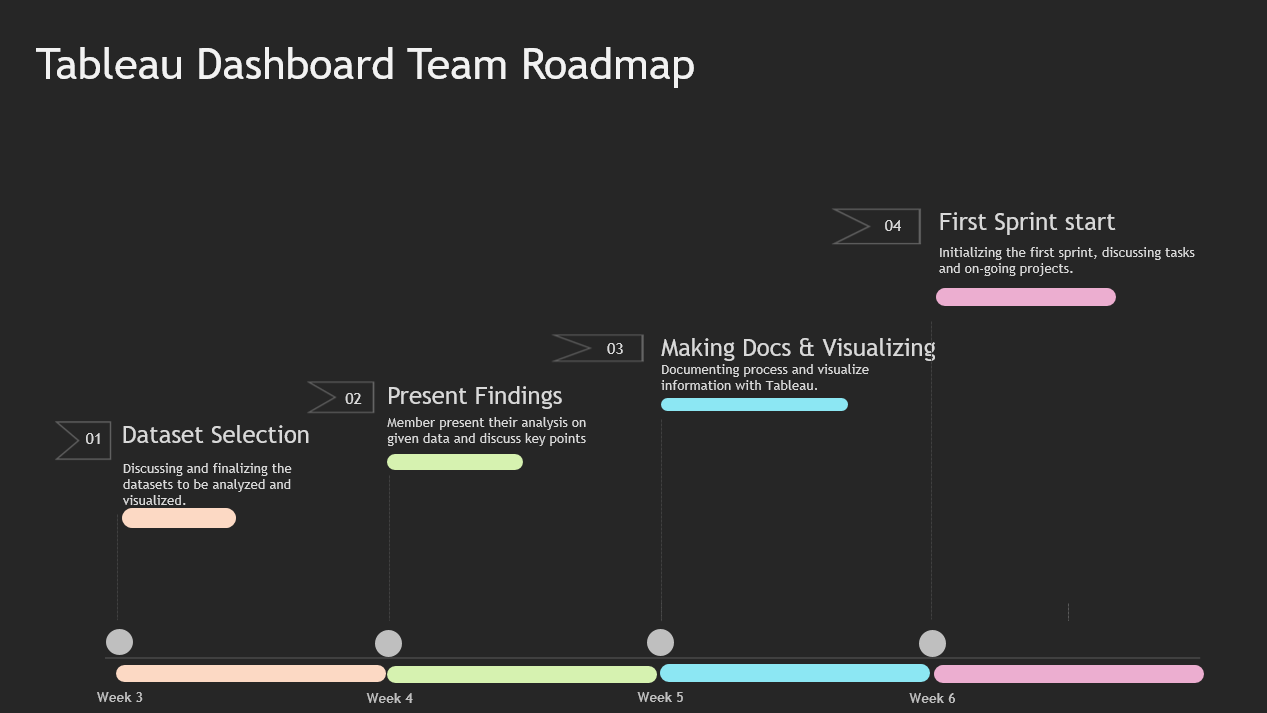 Tableau Dashboard Team Roadmap
01
Dataset Selection
Discussing and finalizing the
datasets to be analyzed and
visualized.
02
Present Findings
Member present their analysis on
given data and discuss key points
03
Making Docs & Visualizing
Documenting process and visualize
information with Tableau.
04
First Sprint start
Initializing the first sprint, discussing tasks
and on-going projects.
Week 3
Week 4
Week 5
Week 6